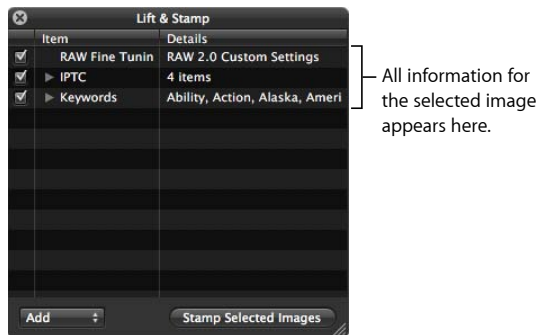 Lift & Stamp
Item Details
RAW Fine Tunin RAW 2.0 Custom Settings
IPTC 4 items
Keywords Ability, Action, Alaska, Ameri
All information for
the selected image
appears here.
Add Stamp Selected Images